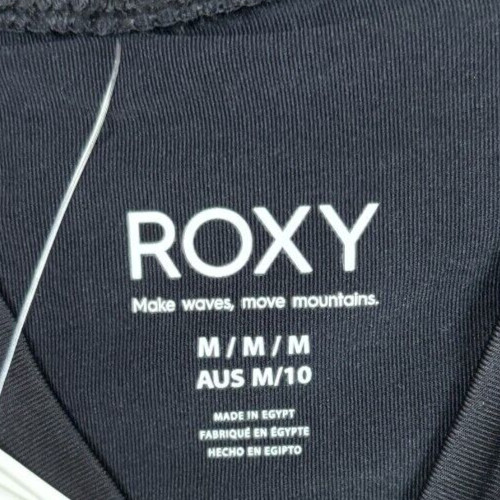 ROXY
Make waves, move mountains.
M / M / M
AUS M/10
MADE IN EGYPT
FABRIQUÉ EN ÉGYPTE
HECHO EN EGIPTO